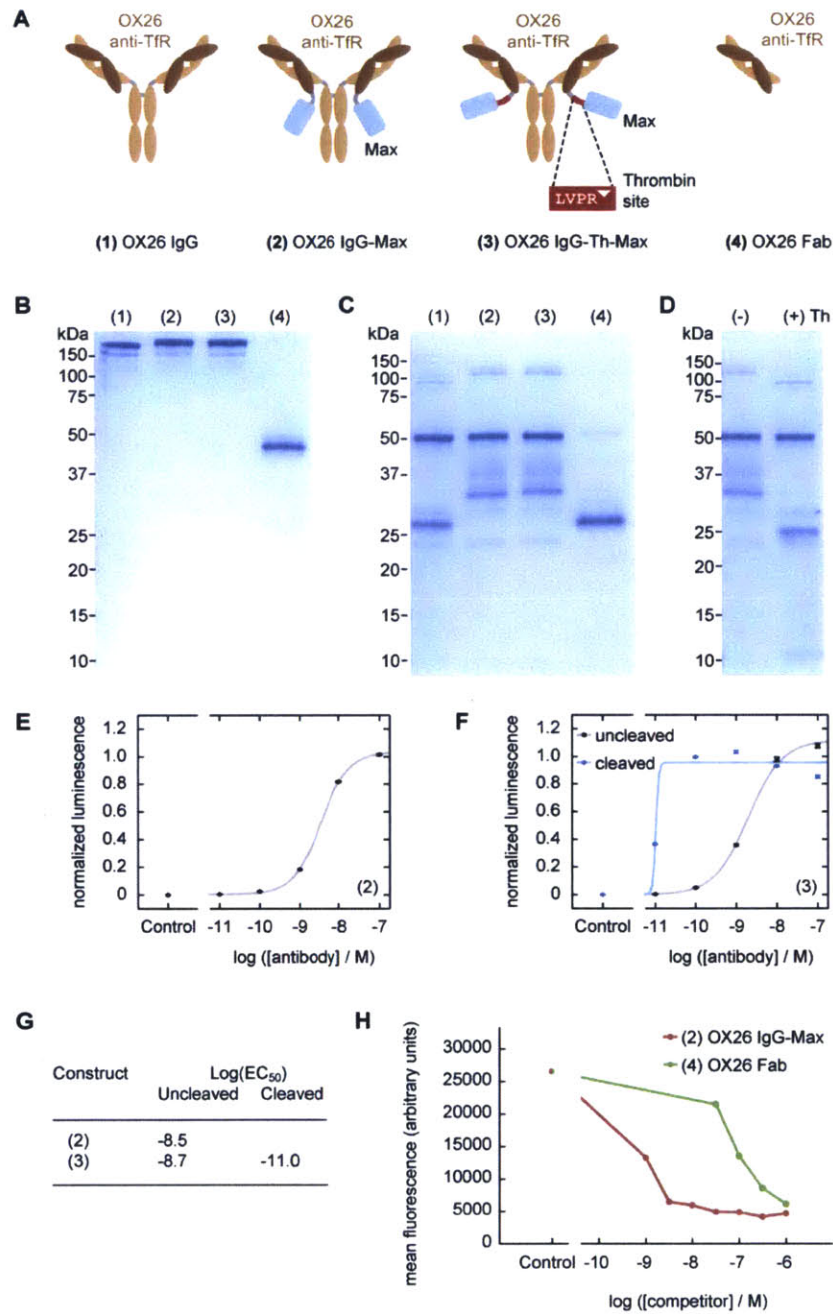 A
OX26
anti-TfR
OX26
anti-TfR
OX26
anti-TfR
OX26
anti-TfR
Max
Max
LVPR
Thrombin
site
(1) OX26 IgG
(2) OX26 IgG-Max
(3) OX26 IgG-Th-Max
(4) OX26 Fab
B
kDa
(1) (2) (3) (4)
150-
100-
75-
50-
37-
25-
20-
15-
10-
C
kDa
(1) (2) (3) (4)
150-
100-
75-
50-
37-
25-
20-
15-
10-
D
kDa
(-) (+) Th
150-
100-
75-
50-
37-
25-
20-
15-
10-
E
normalized luminescence
1.2
1.0
0.8
0.6
0.4
0.2
0
(2)
Control -11 -10 -9 -8 -7
log ([antibody] / M)
F
normalized luminescence
1.2
1.0
0.8
0.6
0.4
0.2
0
uncleaved
cleaved
(3)
Control -11 -10 -9 -8 -7
log ([antibody] / M)
G
Construct Log(EC50)
Uncleaved Cleaved
(2) -8.5
(3) -8.7 -11.0
H
mean fluorescence (arbitrary units)
30000
25000
20000
15000
10000
5000
0
(2) OX26 IgG-Max
(4) OX26 Fab
Control -10 -9 -8 -7 -6
log ([competitor] / M)